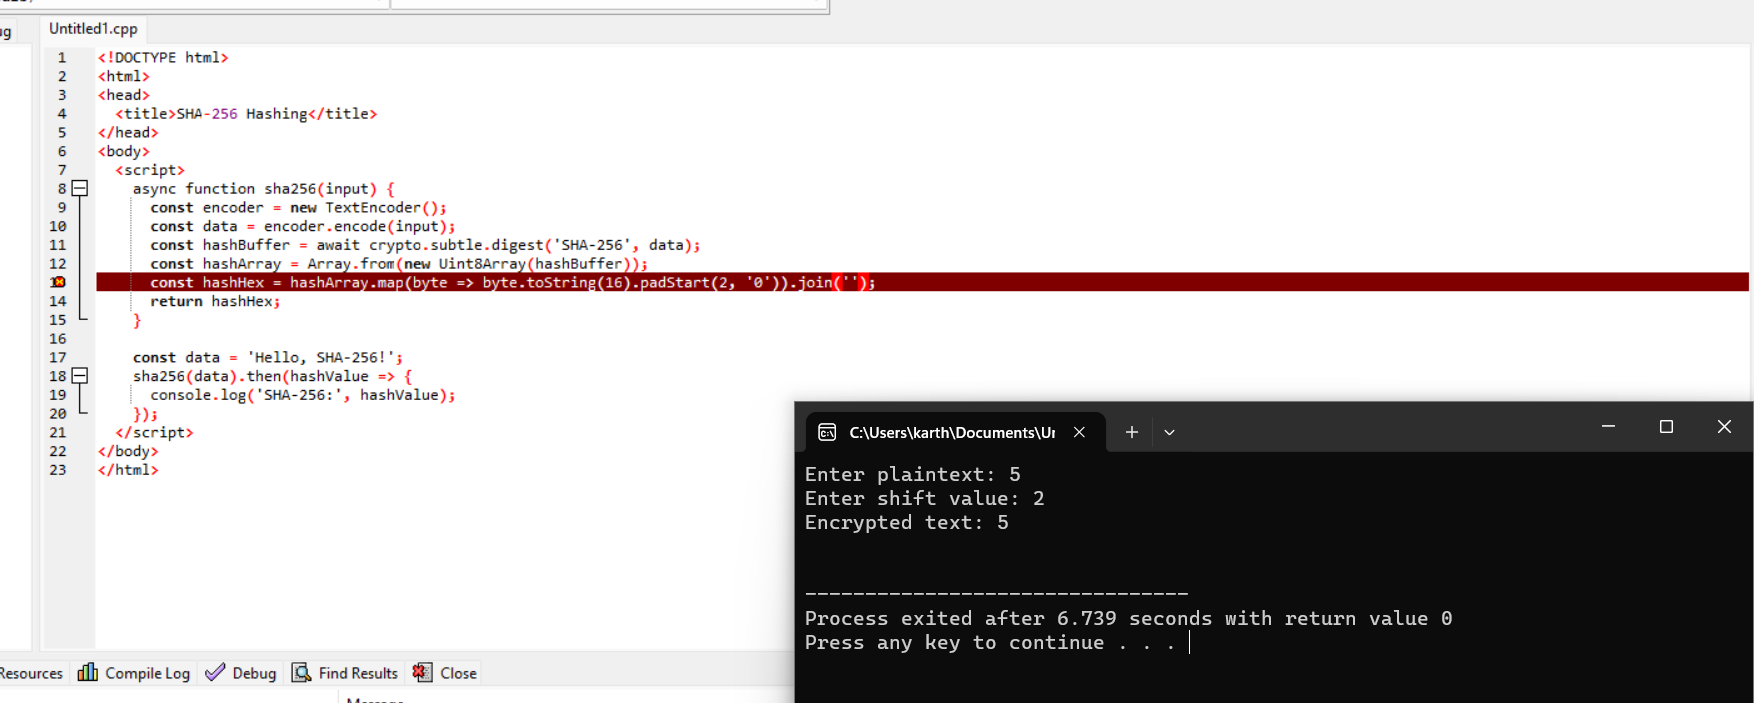 Untitled1.cpp
1 <!DOCTYPE html>
2 <html>
3 <head>
4 <title>SHA-256 Hashing</title>
5 </head>
6 <body>
7 <script>
8 async function sha256(input) {
9 const encoder = new TextEncoder();
10 const data = encoder.encode(input);
11 const hashBuffer = await crypto.subtle.digest('SHA-256', data);
12 const hashArray = Array.from(new Uint8Array(hashBuffer));
const hashHex = hashArray.map(byte => byte.toString(16).padStart(2, '0')).join('');
14 return hashHex;
15 }
16
17 const data = 'Hello, SHA-256!';
18 sha256(data).then(hashValue => {
19 console.log('SHA-256:', hashValue);
20 });
21 </script>
22 </body>
23 </html>
C:\Users\karth\Documents\Ur
Enter plaintext: 5
Enter shift value: 2
Encrypted text: 5
--------------------------------
Process exited after 6.739 seconds with return value 0
Press any key to continue . . .
Resources Compile Log Debug Find Results Close
Message